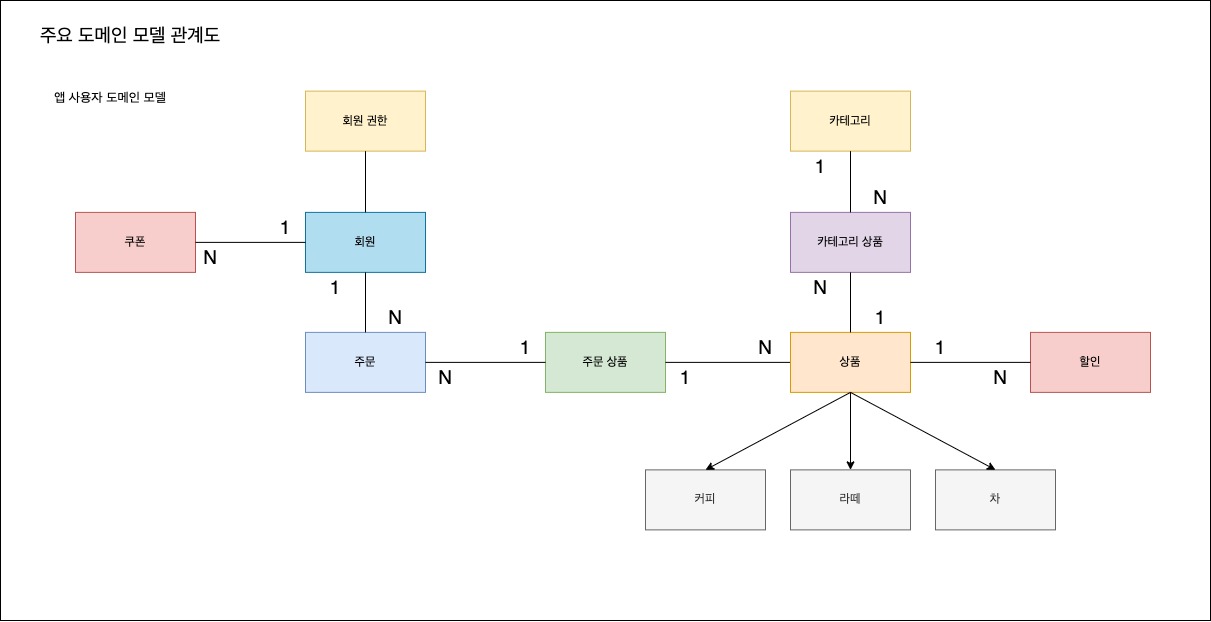 주요 도메인 모델 관계도
앱 사용자 도메인 모델
회원 권한
카테고리
1
N
쿠폰
1
N
회원
카테고리 상품
1
N
N
1
주문
1
N
주문 상품
N
1
상품
1
N
할인
커피
라떼
차